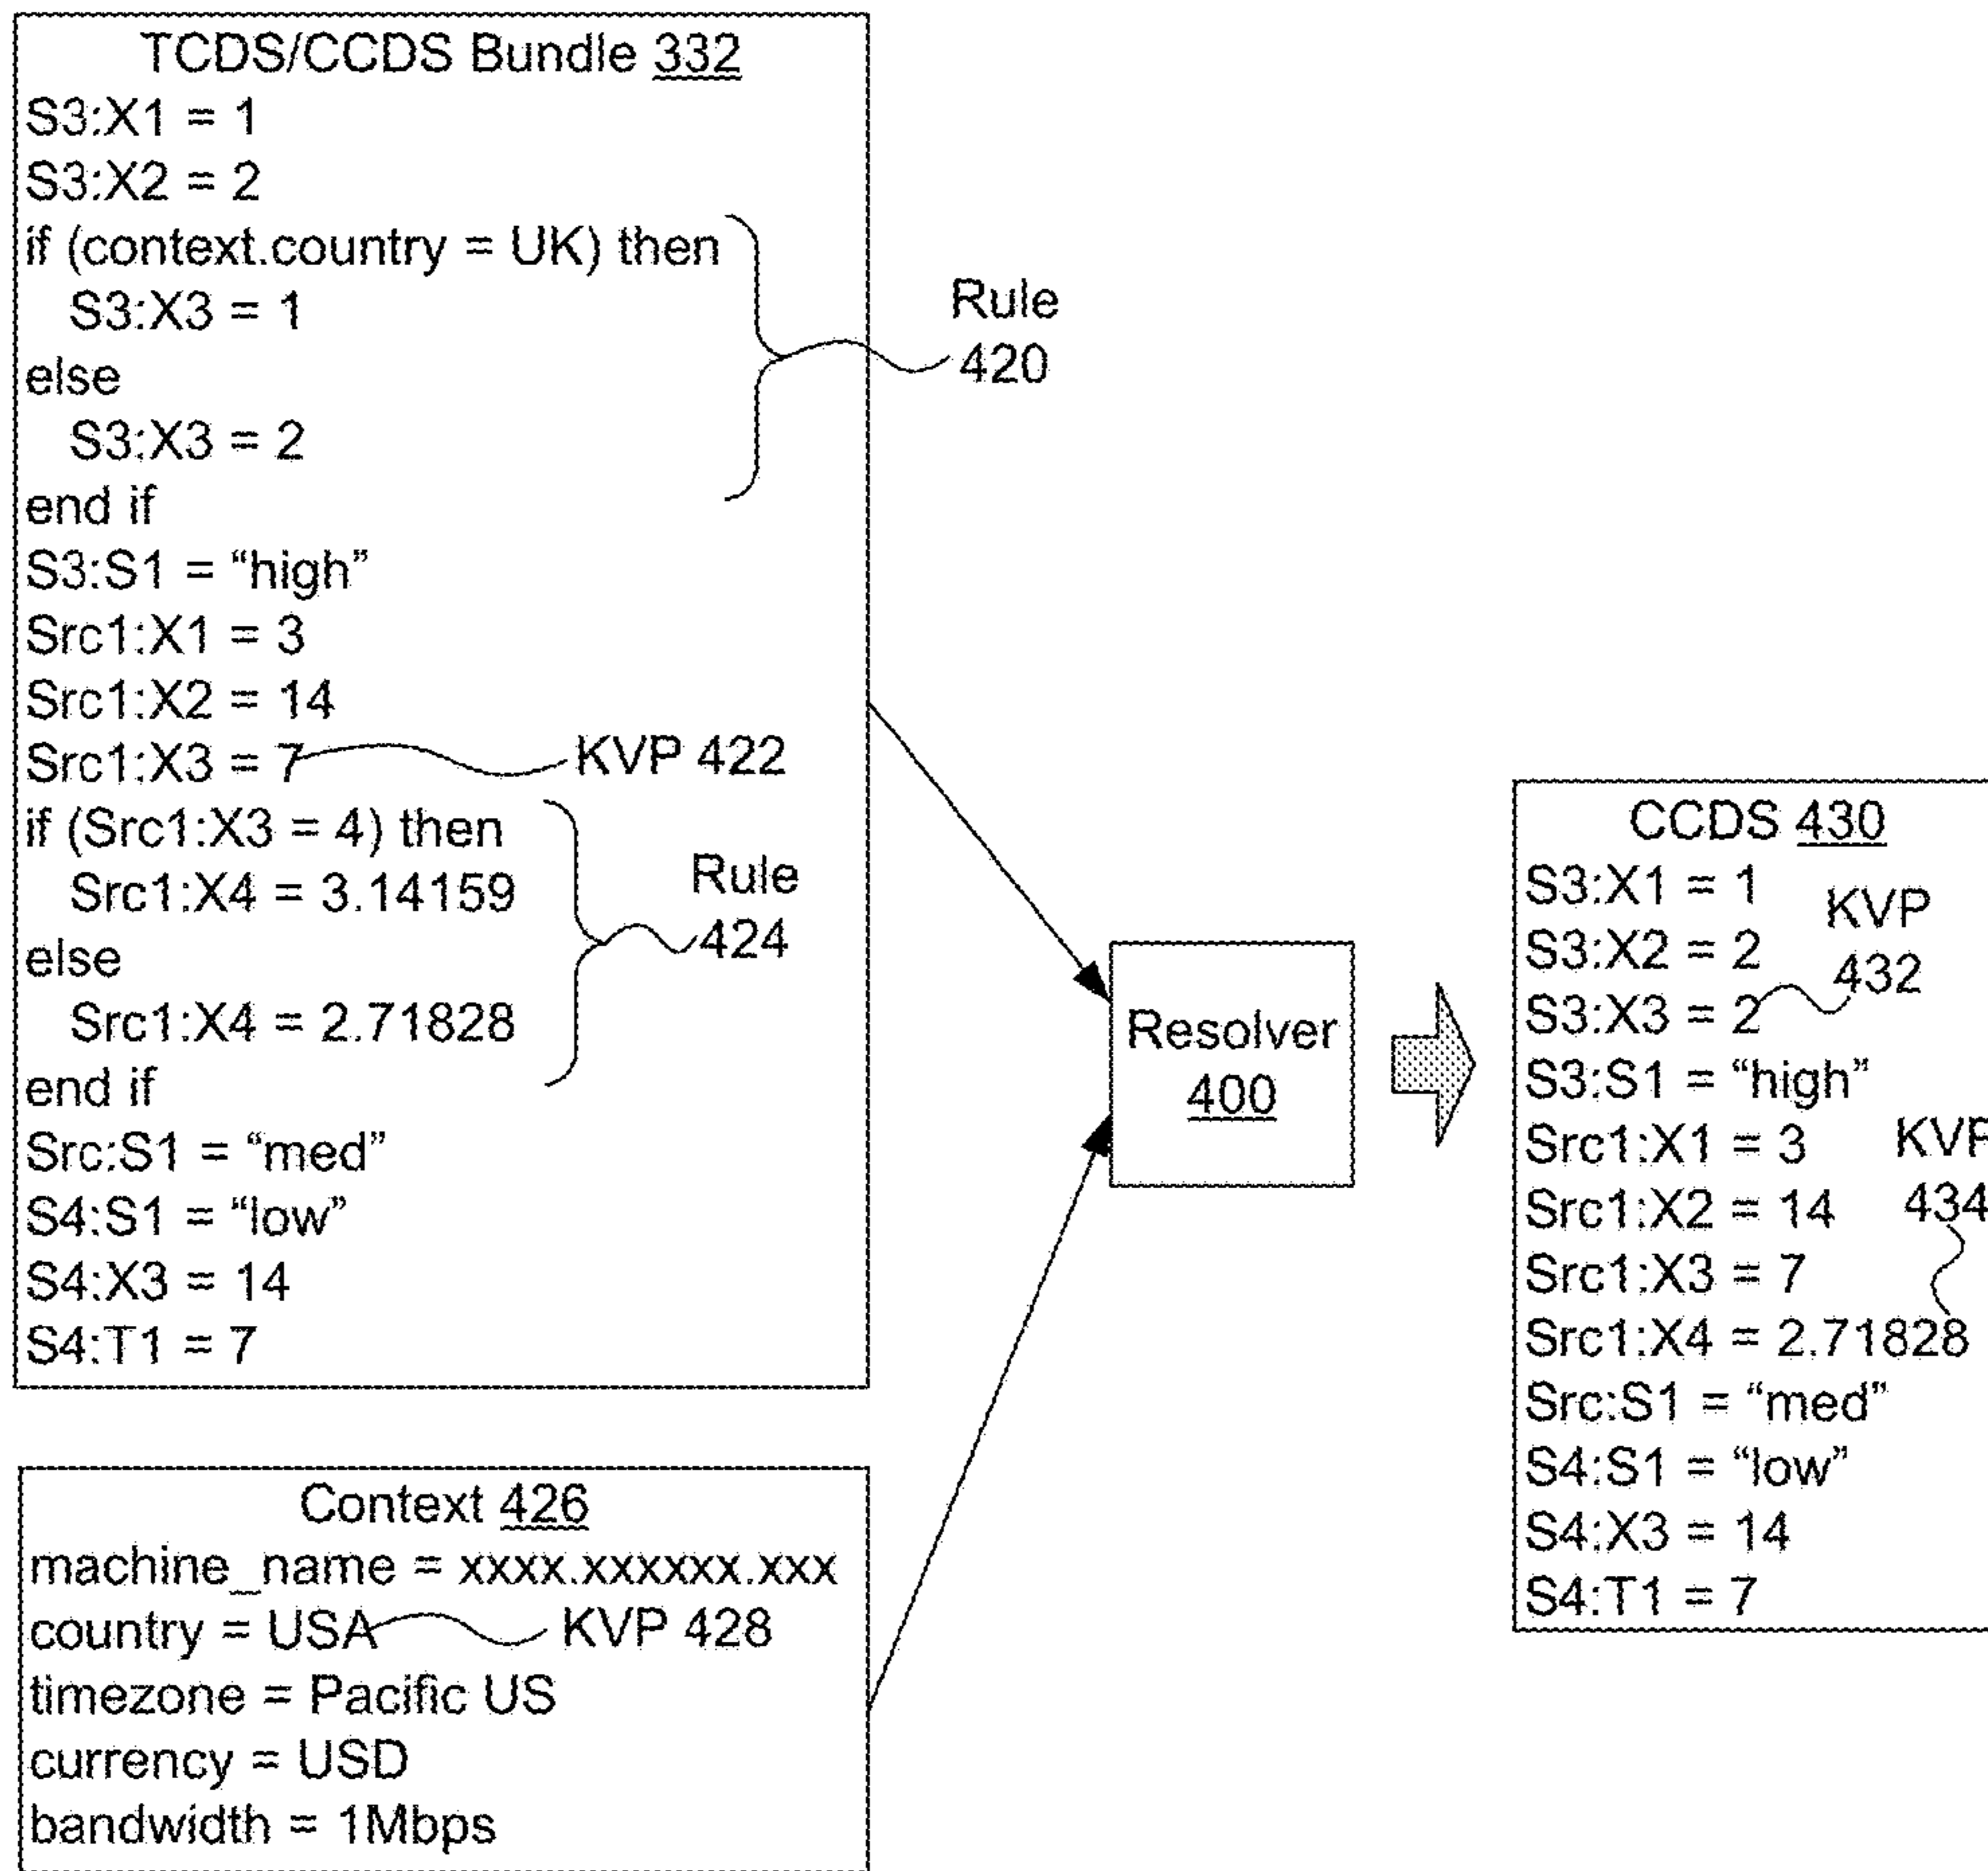 TCDS/CCDS Bundle 332
S3:X1 = 1
S3:X2 = 2
if (context.country = UK) then
S3:X3 = 1
else
S3:X3 = 2
end if
S3:S1 = “high”
Src1:X1 = 3
Src1:X2 = 14
Src1:X3 = 7
if (Src1:X3 = 4) then
Src1:X4 = 3.14159
else
Src1:X4 = 2.71828
end if
Src:S1 = “med”
S4:S1 = “low”
S4:X3 = 14
S4:T1 = 7
Rule
420
KVP 422
Rule
424
Context 426
machine_name = xxxx.xxxxxx.xxx
country = USA
timezone = Pacific US
currency = USD
bandwidth = 1Mbps
KVP 428
Resolver
400
CCDS 430
S3:X1 = 1
S3:X2 = 2
S3:X3 = 2
S3:S1 = “high”
Src1:X1 = 3
Src1:X2 = 14
Src1:X3 = 7
Src1:X4 = 2.71828
Src:S1 = “med”
S4:S1 = “low”
S4:X3 = 14
S4:T1 = 7
KVP
432
KVP
434